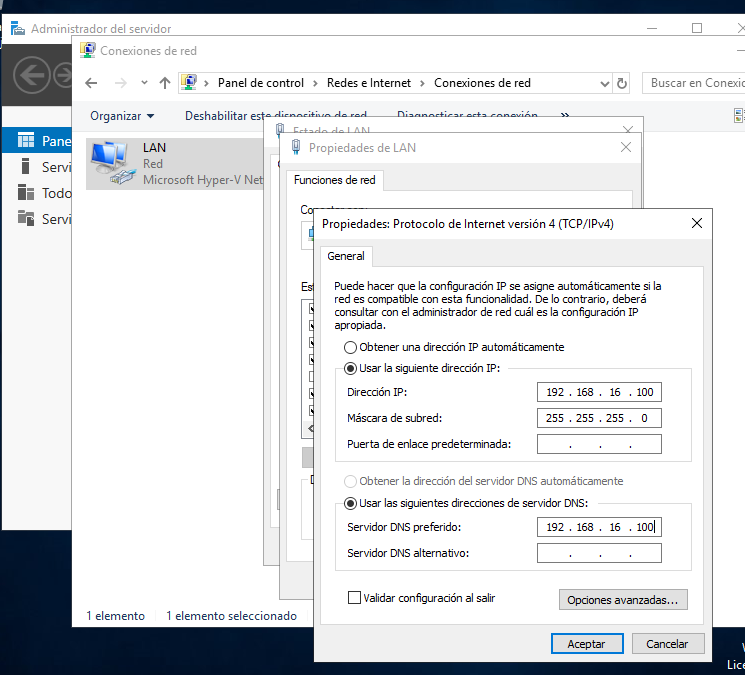 Administrador del servidor
Conexiones de red
Panel de control
Redes e Internet
Conexiones de red
Buscar en Conexio
Organizar
Deshabilitar este dispositivo de red
Diagnosticar esta conexión
»
Pane
Servi
Todo
Servi
LAN
Red
Microsoft Hyper-V Net
Estado de LAN
Propiedades de LAN
Funciones de red
Propiedades: Protocolo de Internet versión 4 (TCP/IPv4)
General
Puede hacer que la configuración IP se asigne automáticamente si la
red es compatible con esta funcionalidad. De lo contrario, deberá
consultar con el administrador de red cuál es la configuración IP
apropiada.
Obtener una dirección IP automáticamente
Usar la siguiente dirección IP:
Dirección IP: 192 . 168 . 16 . 100
Máscara de subred: 255 . 255 . 255 . 0
Puerta de enlace predeterminada: . . .
Obtener la dirección del servidor DNS automáticamente
Usar las siguientes direcciones de servidor DNS:
Servidor DNS preferido: 192 . 168 . 16 . 100
Servidor DNS alternativo: . . .
Validar configuración al salir
Opciones avanzadas...
Aceptar
Cancelar
1 elemento
1 elemento seleccionado
Lice